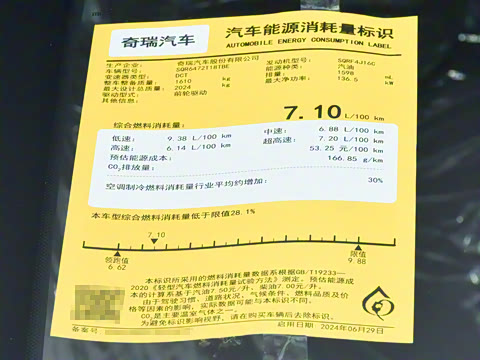 奇瑞汽车
汽车能源消耗量标识
AUTOMOBILE ENERGY CONSUMPTION LABEL
生产企业： 奇瑞汽车股份有限公司
车辆型号： SQR6472T18TBE
变速器类型： DCT
整车整备质量： 1610 kg
最大设计总质量： 2024 kg
驱动型式： 前轮驱动
其他信息：
发动机型号： SQRF4J16C
能源种类： 汽油
排量： 1598 mL
最大净功率： 136.5 kW
综合燃料消耗量： 7.10 L/100 km
低速： 9.38 L/100 km 中速： 6.88 L/100 km
高速： 6.14 L/100 km 超高速： 7.20 L/100 km
预估能源成本： 53.25 元/100 km
CO₂排放量： 166.85 g/km
空调制冷燃料消耗量行业平均约增加： 30%
本车型综合燃料消耗量低于限值28.1%
7.10
领跑值 限值
6.62 9.88
本标识所采用的燃料消耗量数据系根据GB/T19233—
2020《轻型汽车燃料消耗量试验方法》测定。预估能源成
本的计算系基于汽油7.50元/升、柴油7.00元/升。
由于驾驶习惯、道路状况、气候条件、燃料品质及价
格等因素的影响，实际数据可能与本标识不同。
CO₂是主要温室气体之一。
为避免标识影响视野，请在购买车辆后去除标识。
备案号：
启用日期： 2024年06月29日